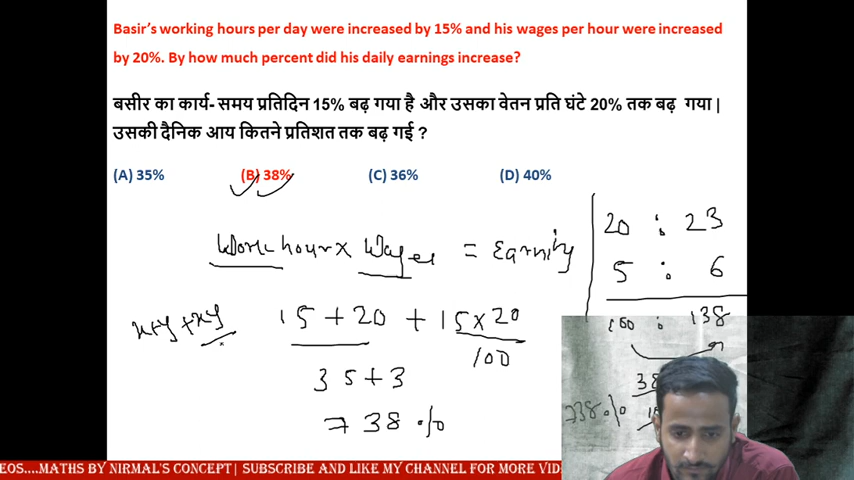 Basir's working hours per day were increased by 15% and his wages per hour were increased
by 20%. By how much percent did his daily earnings increase?
बसीर का कार्य- समय प्रतिदिन 15% बढ़ गया है और उसका वेतन प्रति घंटे 20% तक बढ़ गया|
उसकी दैनिक आय कितने प्रतिशत तक बढ़ गई ?
(A) 35% (B) 38% (C) 36% (D) 40%
Work hour x Wages = Earning
x+y+xy 15+20 + 15x20
100
35+3
738%
20 : 23
5 : 6
100 : 138
38
738%
EOS....MATHS BY NIRMAL'S CONCEPT| SUBSCRIBE AND LIKE MY CHANNEL FOR MORE VID